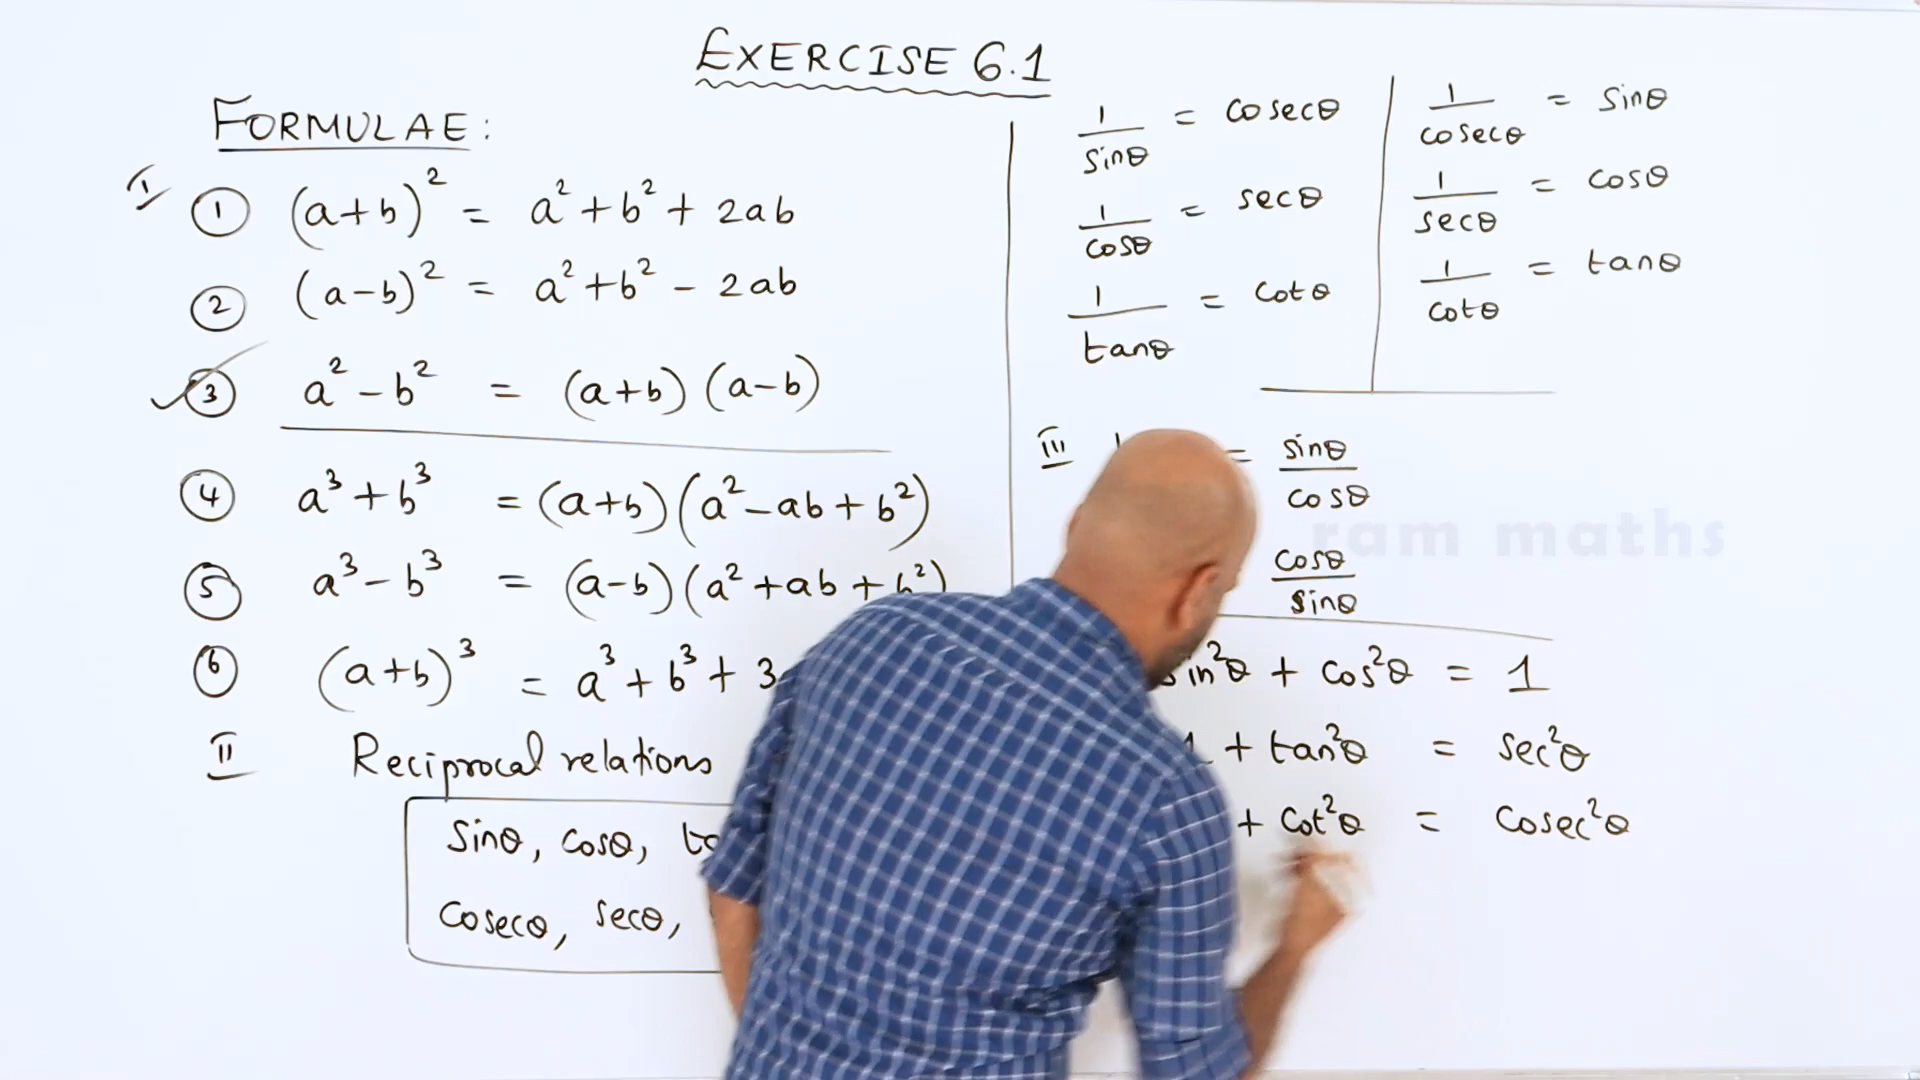 EXERCISE 6.1
FORMULAE:
I
① (a+b)² = a²+b²+2ab
② (a-b)² = a²+b²-2ab
③ a²-b² = (a+b)(a-b)
④ a³+b³ = (a+b)(a²-ab+b²)
⑤ a³-b³ = (a-b)(a²+ab+b²)
⑥ (a+b)³ = a³+b³+3
II Reciprocal relations
sinθ, cosθ,
cosecθ, secθ,
1/sinθ = cosecθ
1/cosθ = secθ
1/tanθ = cotθ
1/cosecθ = sinθ
1/secθ = cosθ
1/cotθ = tanθ
III = sinθ/cosθ
cosθ/sinθ
sin²θ + cos²θ = 1
1 + tan²θ = sec²θ
+ cot²θ = cosec²θ
ram maths